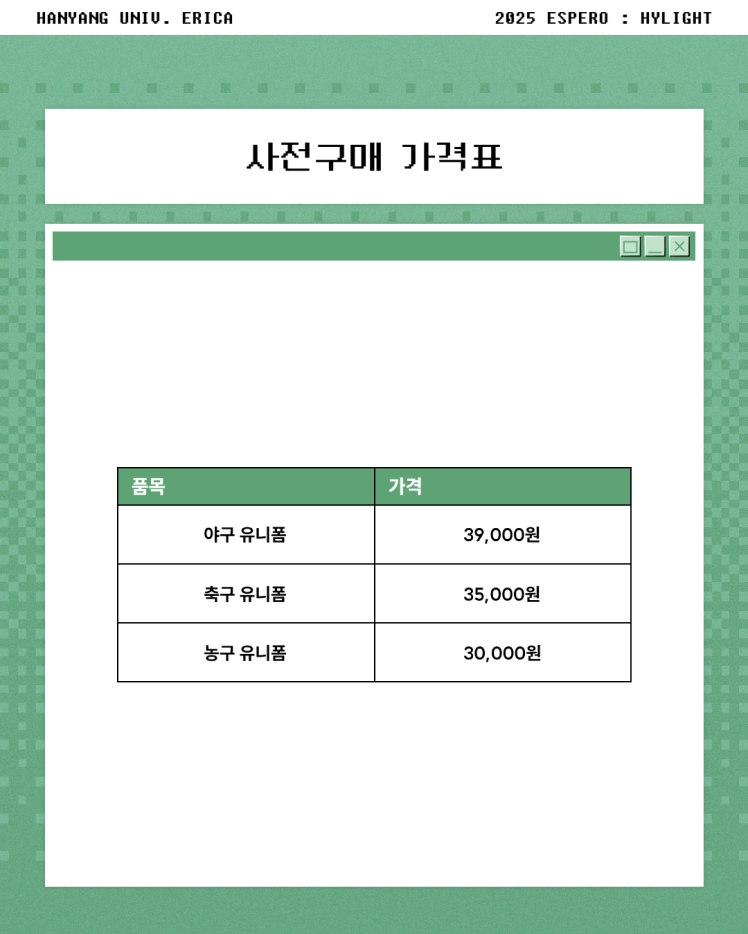 HANYANG UNIV. ERICA 2025 ESPERO : HYLIGHT
사전구매 가격표
품목 가격
야구 유니폼 39,000원
축구 유니폼 35,000원
농구 유니폼 30,000원